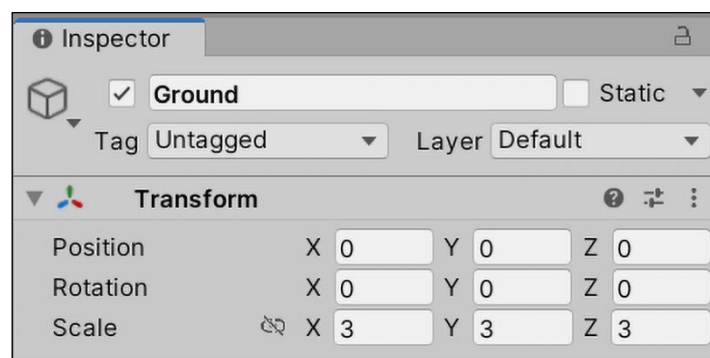 Inspector
Ground Static
Tag Untagged Layer Default
Transform
Position X 0 Y 0 Z 0
Rotation X 0 Y 0 Z 0
Scale X 3 Y 3 Z 3